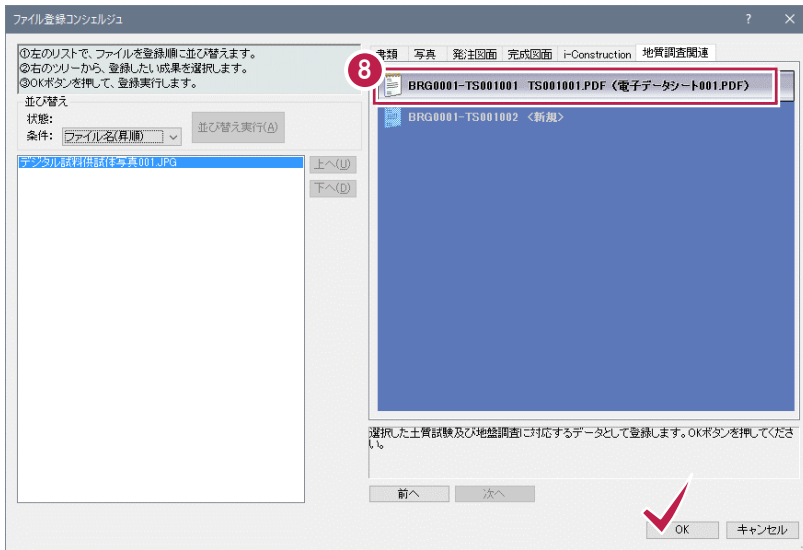 ファイル登録コンシェルジュ
①左のリストで、ファイルを登録順に並び替えます。
②右のツリーから、登録したい成果を選択します。
③OKボタンを押して、登録実行します。
並び替え
状態:
条件: ファイル名(昇順)
並び替え実行(A)
デジタル試料供試体写真001.JPG
上へ(U)
下へ(D)
書類 写真 発注図面 完成図面 i-Construction 地質調査関連
8
BRG0001-TS001001 TS001001.PDF〈電子データシート001.PDF〉
BRG0001-TS001002 〈新規〉
選択した土質試験及び地盤調査に対応するデータとして登録します。OKボタンを押してくださ
い。
前へ 次へ
OK キャンセル